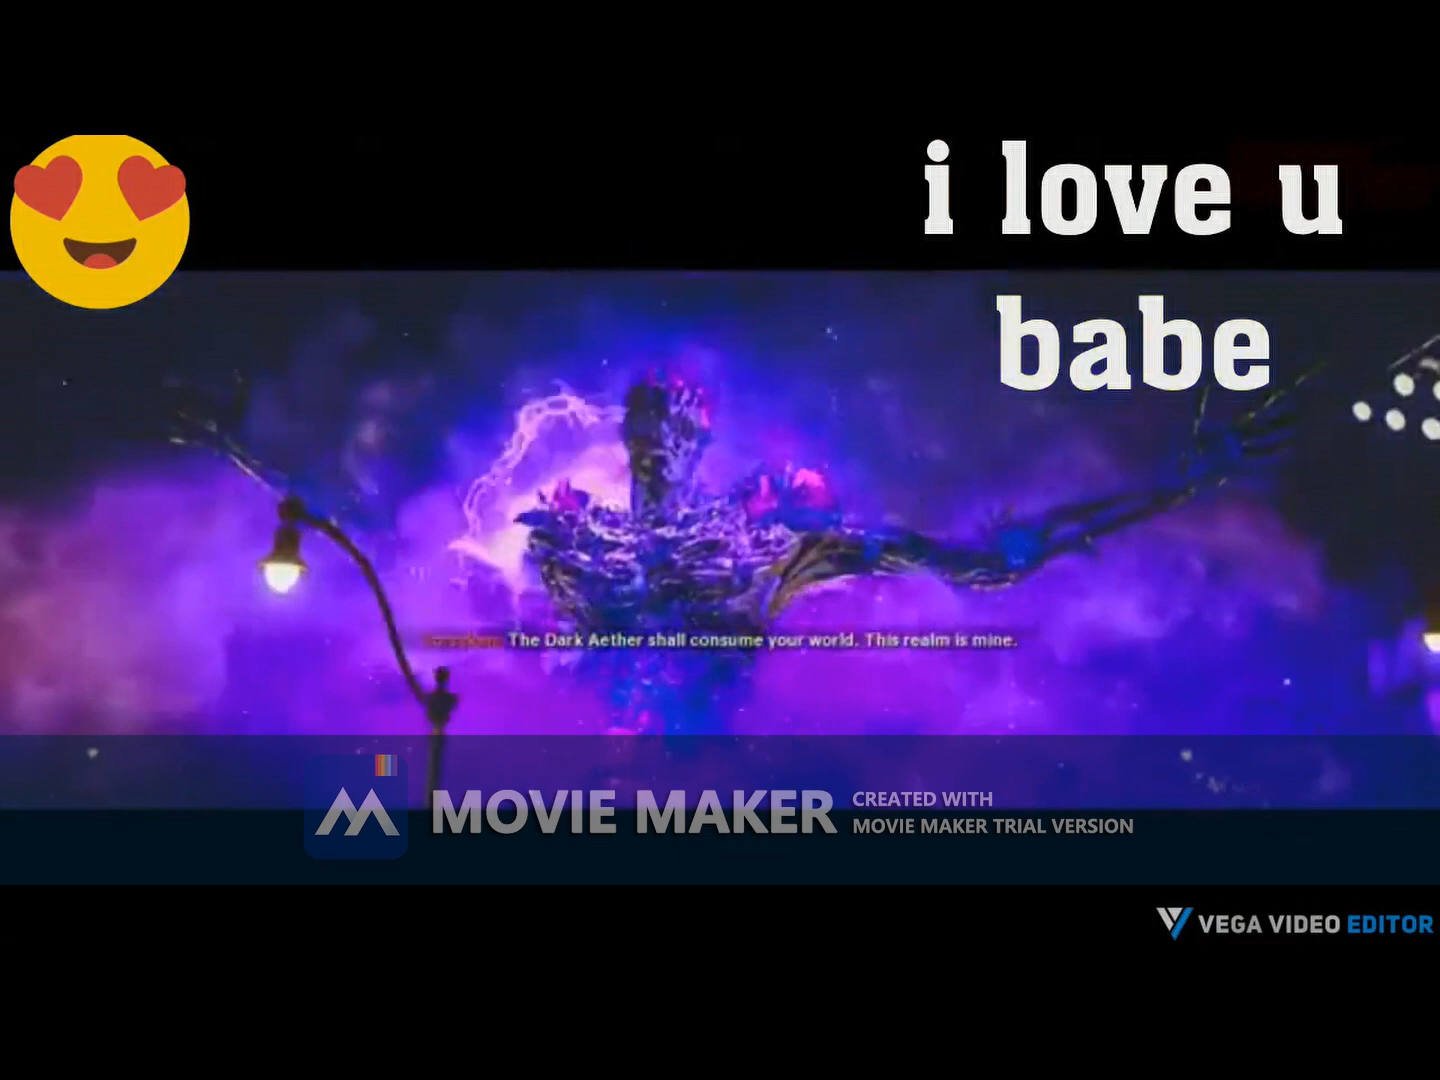 i love u
babe
The Dark Aether shall consume your world. This realm is mine.
MOVIE MAKER
CREATED WITH
MOVIE MAKER TRIAL VERSION
VEGA VIDEO EDITOR